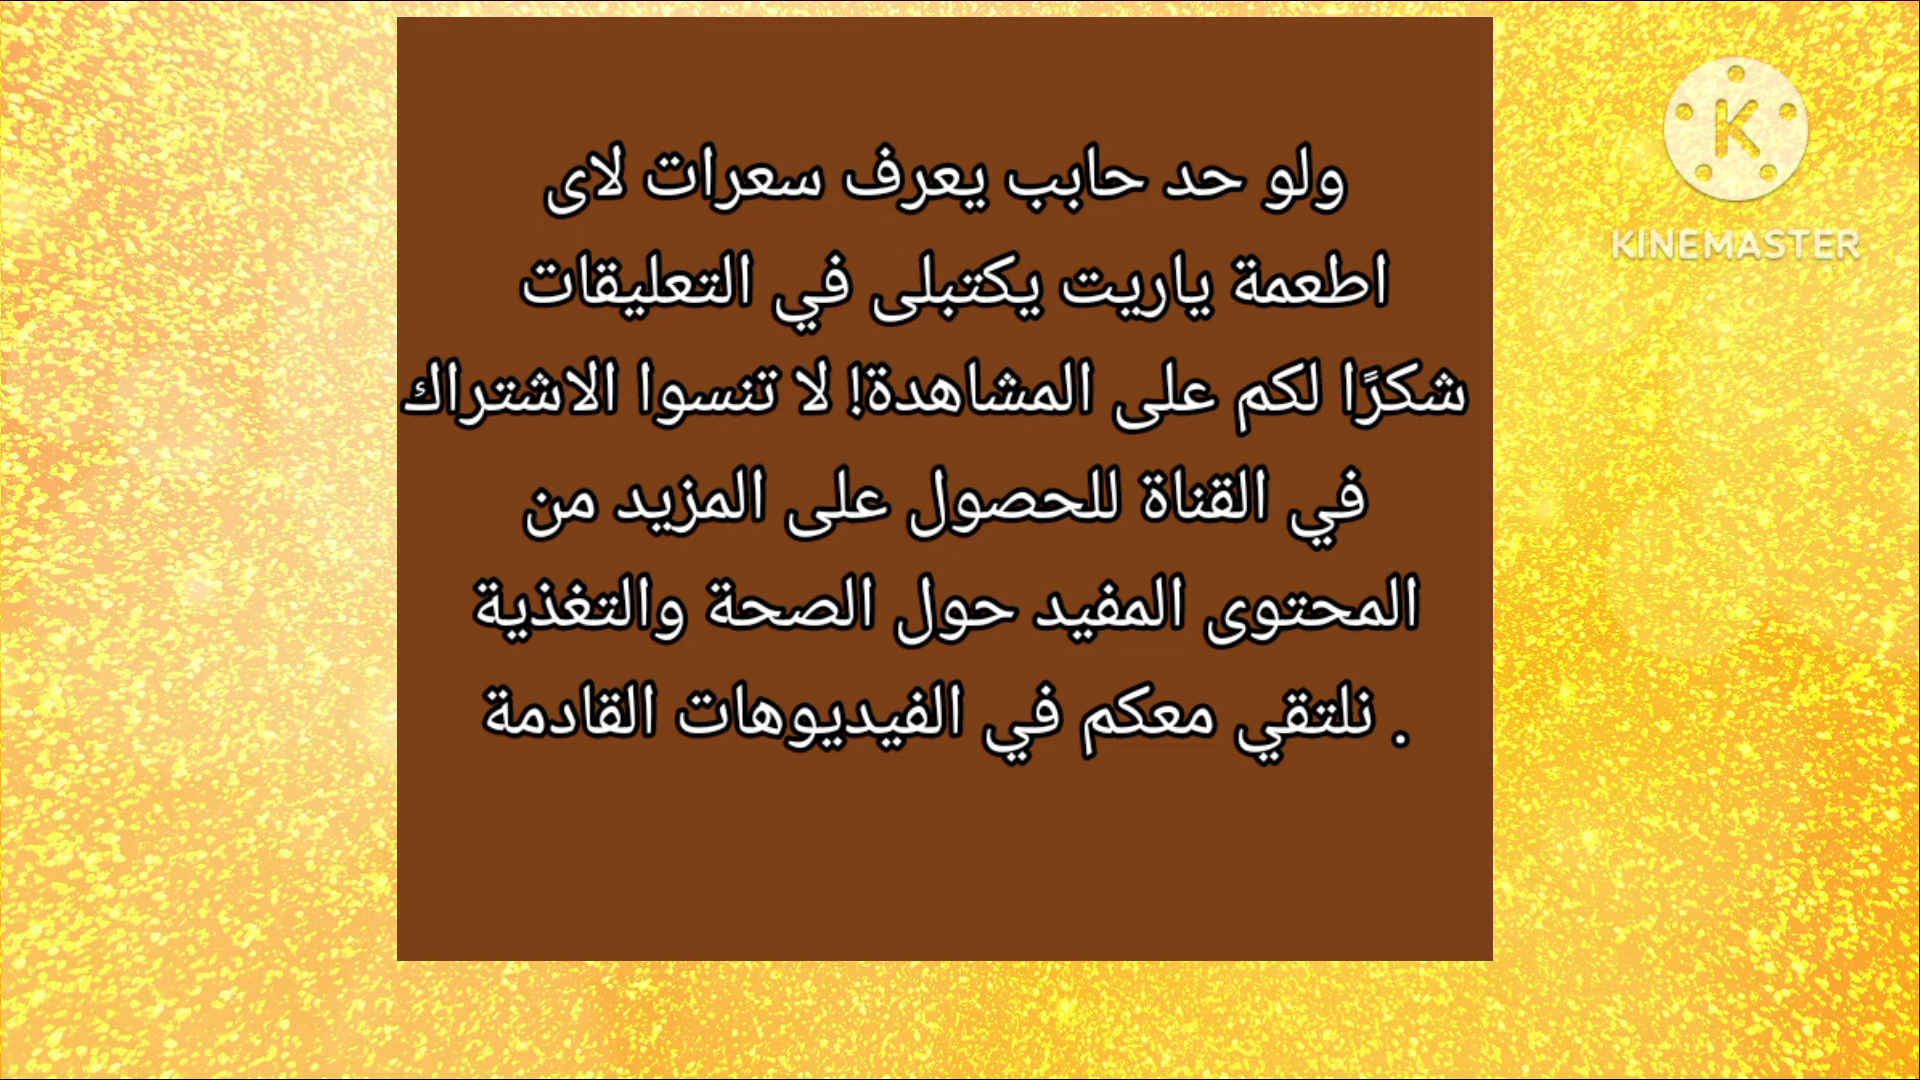 ولو حد حابب يعرف سعرات لاى
اطعمة ياريت يكتبلى في التعليقات
شكرًا لكم على المشاهدة! لا تنسوا الاشتراك
في القناة للحصول على المزيد من
المحتوى المفيد حول الصحة والتغذية
. نلتقي معكم في الفيديوهات القادمة
K
KINEMASTER